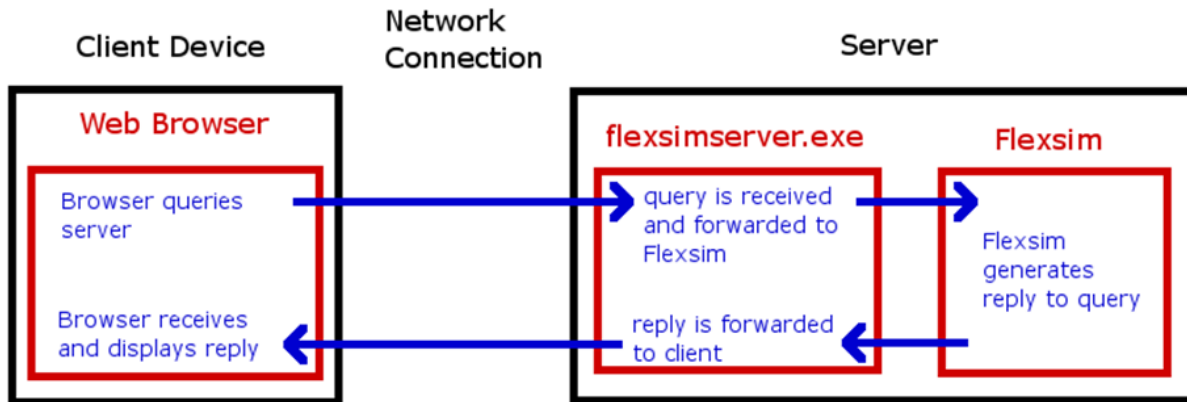 Client Device
Network
Connection
Server
Web Browser
flexsimserver.exe
Flexsim
Browser queries
server
query is received
and forwarded to
Flexsim
Flexsim
generates
reply to query
Browser receives
and displays reply
reply is forwarded
to client